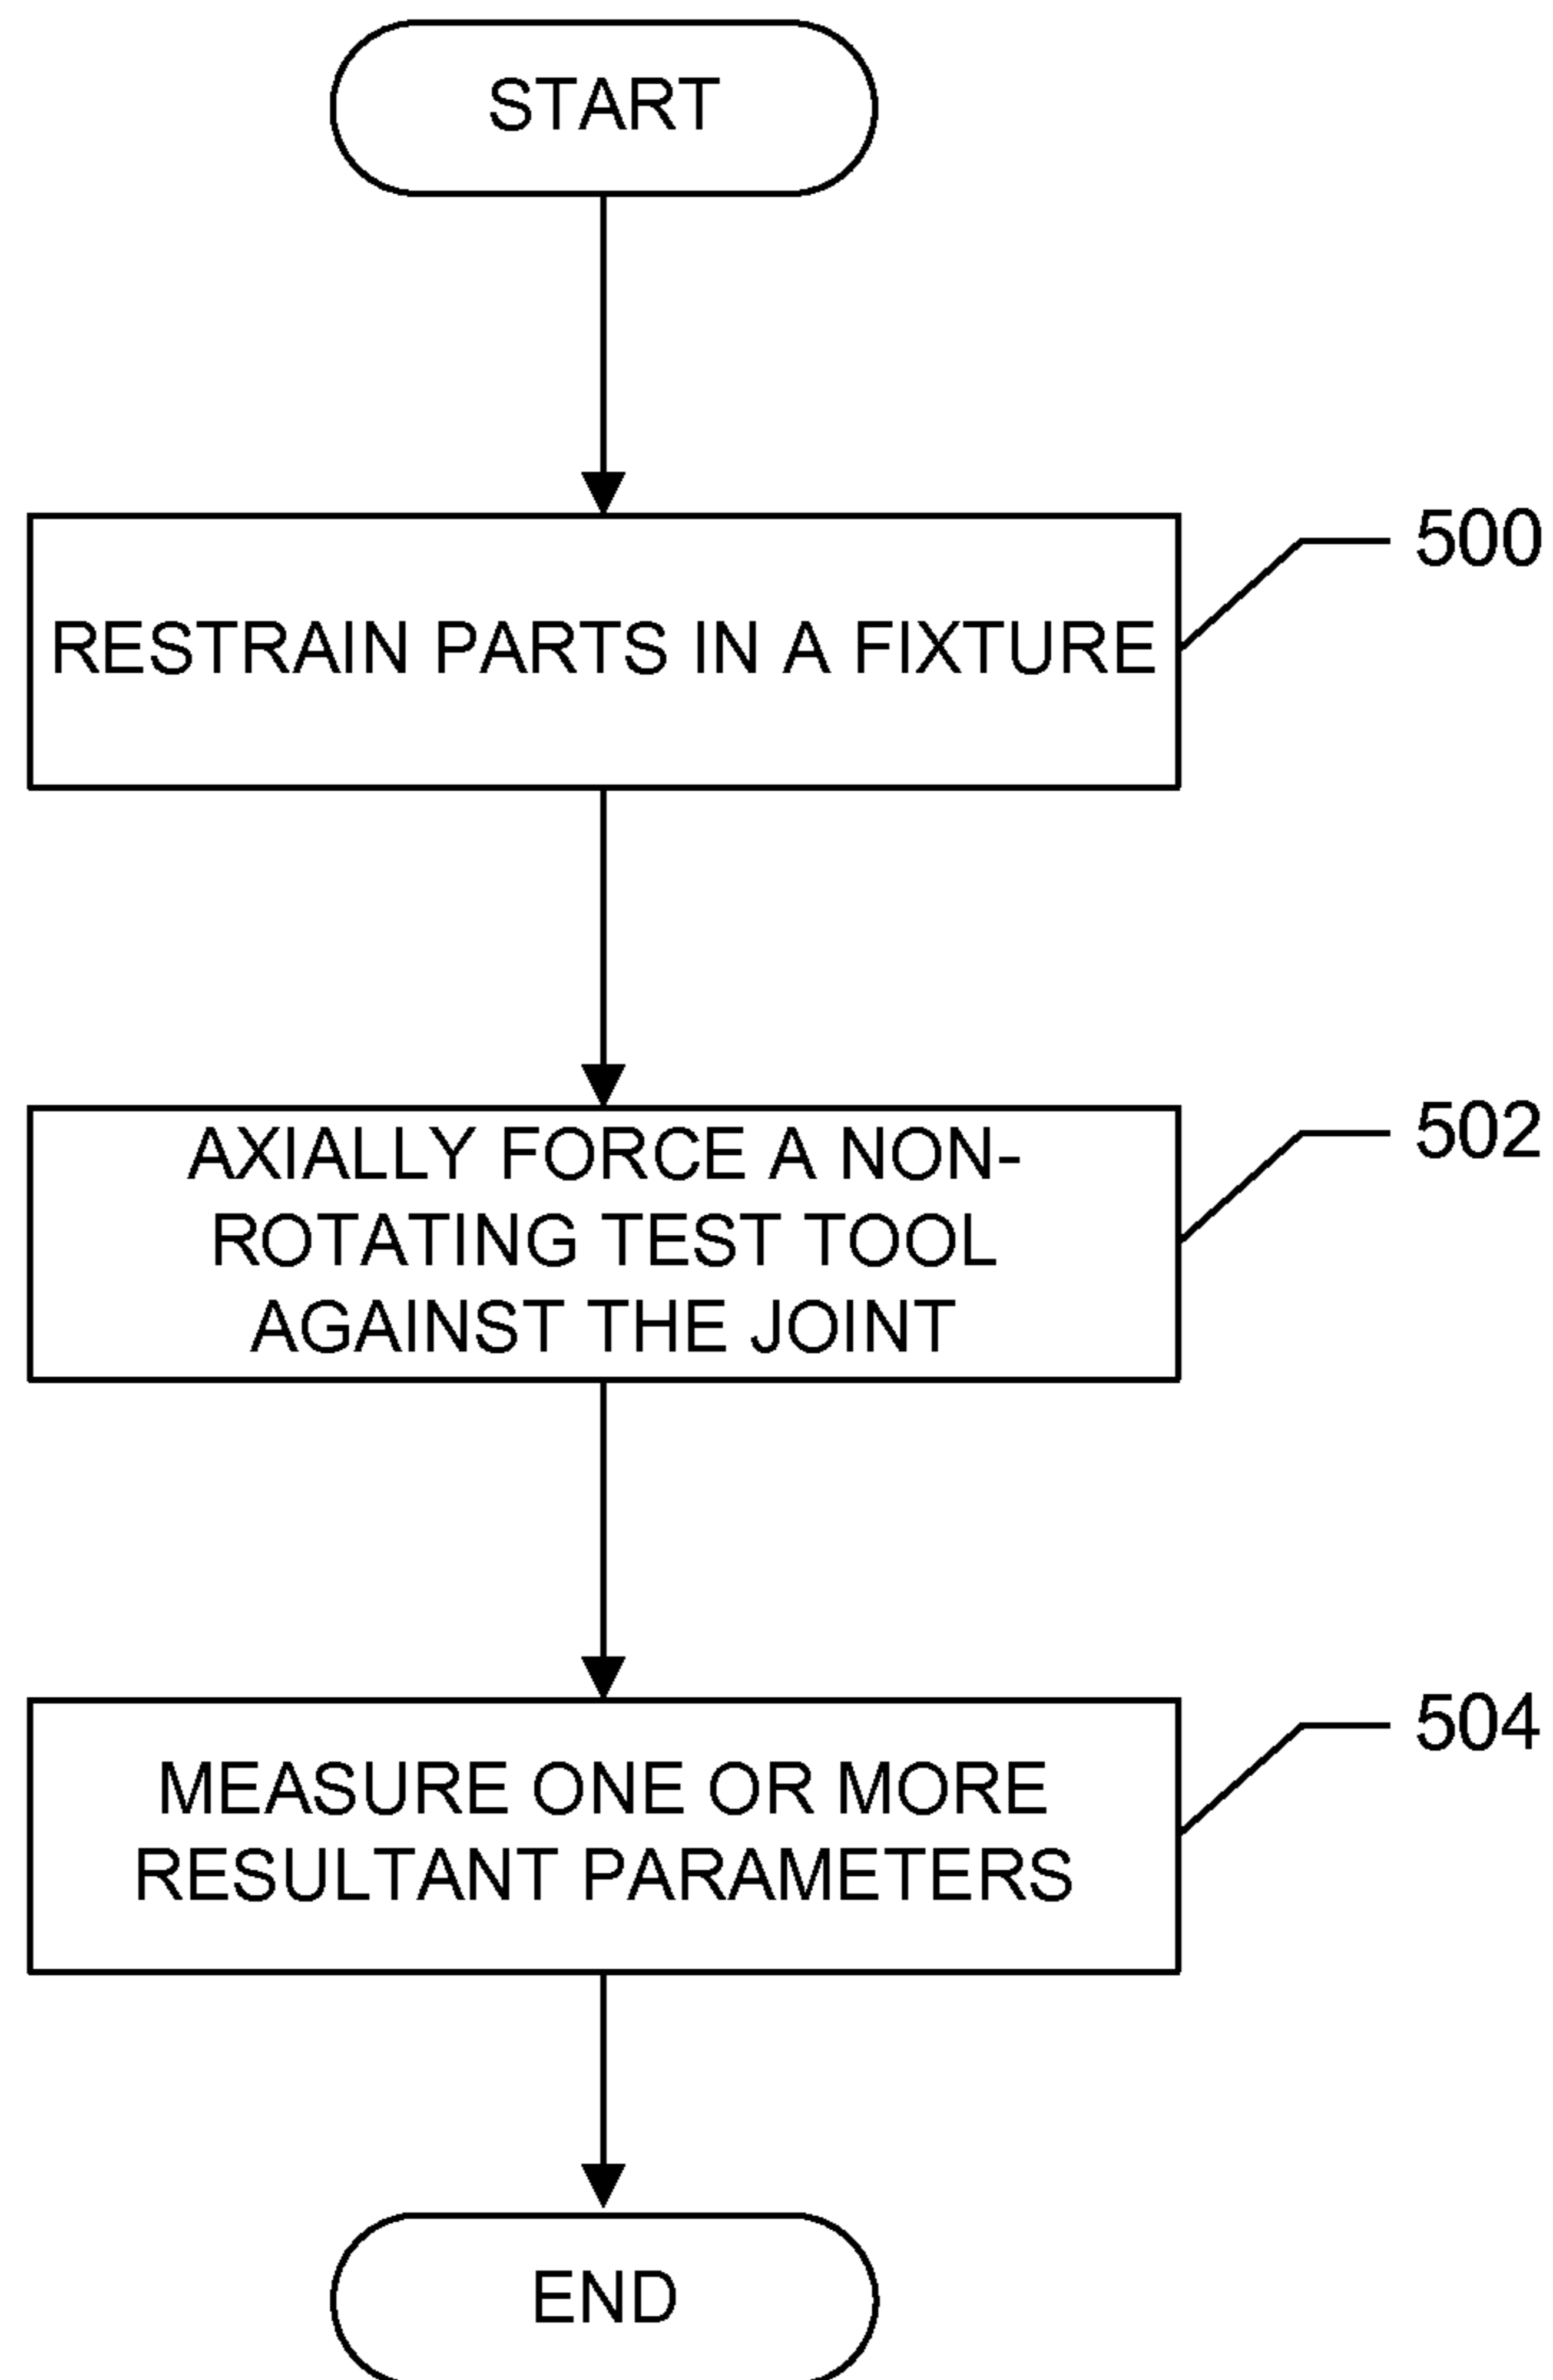 START
500
RESTRAIN PARTS IN A FIXTURE
502
AXIALLY FORCE A NON-
ROTATING TEST TOOL
AGAINST THE JOINT
504
MEASURE ONE OR MORE
RESULTANT PARAMETERS
END